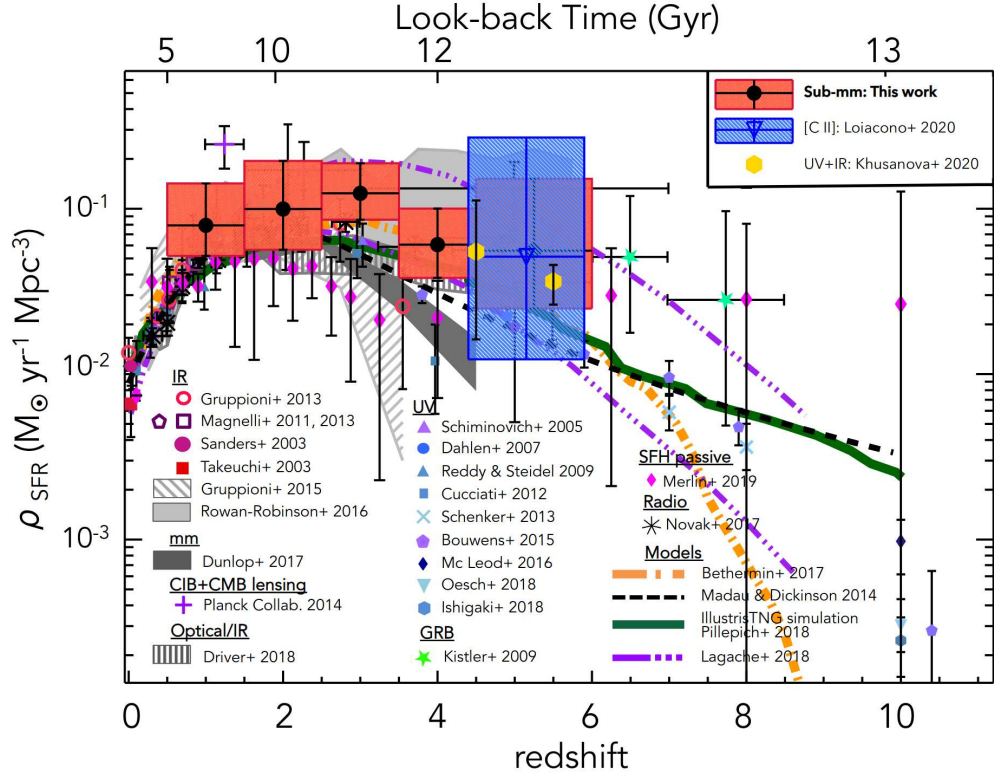 Look-back Time (Gyr)
5 10 12 13
Sub-mm: This work
[C II]: Loiacono+ 2020
UV+IR: Khusanova+ 2020
10⁻¹
10⁻²
10⁻³
ρ SFR (M⊙ yr⁻¹ Mpc⁻³)
IR
Gruppioni+ 2013
Magnelli+ 2011, 2013
Sanders+ 2003
Takeuchi+ 2003
Gruppioni+ 2015
Rowan-Robinson+ 2016
mm
Dunlop+ 2017
CIB+CMB lensing
Planck Collab. 2014
Optical/IR
Driver+ 2018
UV
Schiminovich+ 2005
Dahlen+ 2007
Reddy & Steidel 2009
Cucciati+ 2012
Schenker+ 2013
Bouwens+ 2015
Mc Leod+ 2016
Oesch+ 2018
Ishigaki+ 2018
GRB
Kistler+ 2009
SFH passive
Merlin+ 2019
Radio
Novak+ 2017
Models
Bethermin+ 2017
Madau & Dickinson 2014
IllustrisTNG simulation
Pillepich+ 2018
Lagache+ 2018
0 2 4 6 8 10
redshift